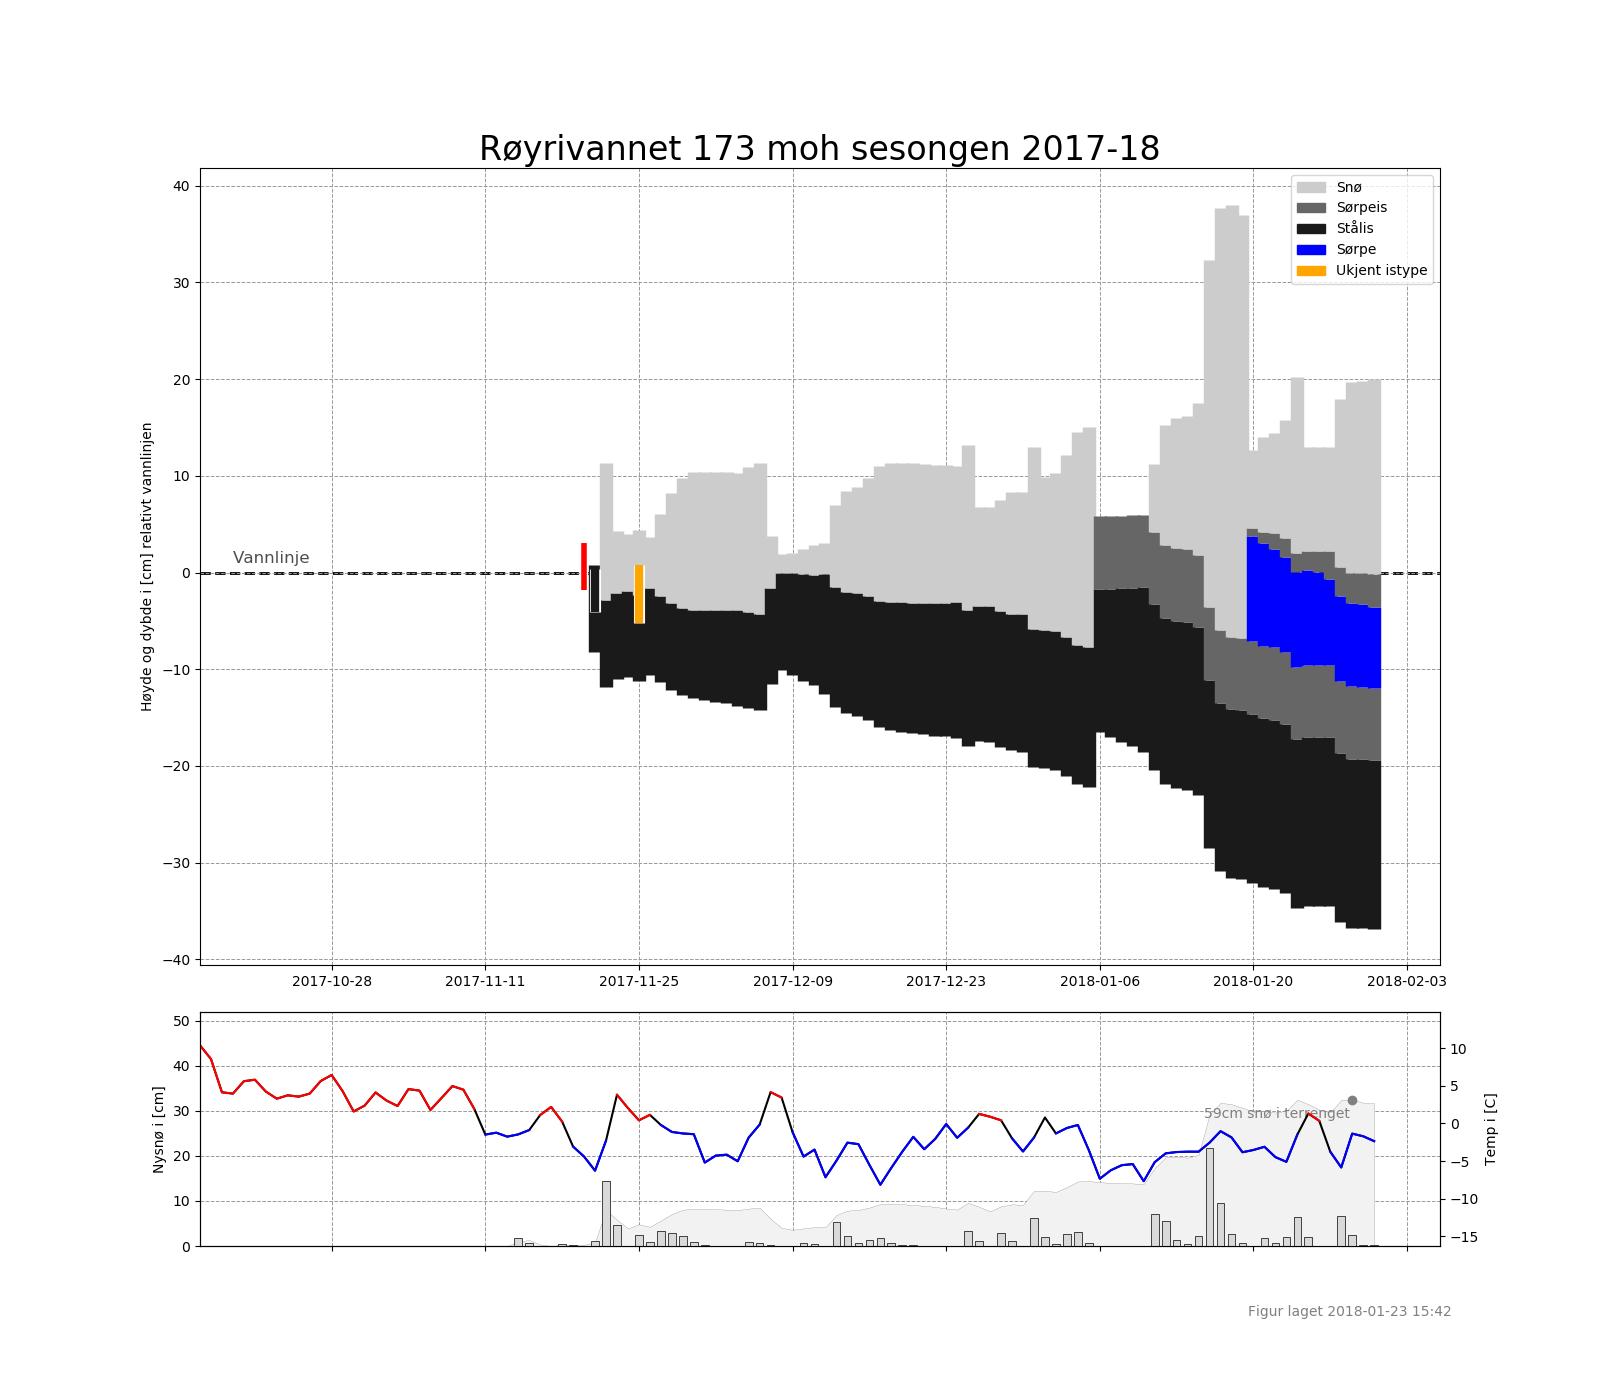 Røyrivannet 173 moh sesongen 2017-18
Høyde og dybde i [cm] relativt vannlinjen
40
30
20
10
0
−10
−20
−30
−40
Vannlinje
Snø
Sørpeis
Stålis
Sørpe
Ukjent istype
2017-10-28
2017-11-11
2017-11-25
2017-12-09
2017-12-23
2018-01-06
2018-01-20
2018-02-03
Nysnø i [cm]
50
40
30
20
10
0
59cm snø i terrenget
10
5
0
−5
−10
−15
Temp i [C]
Figur laget 2018-01-23 15:42